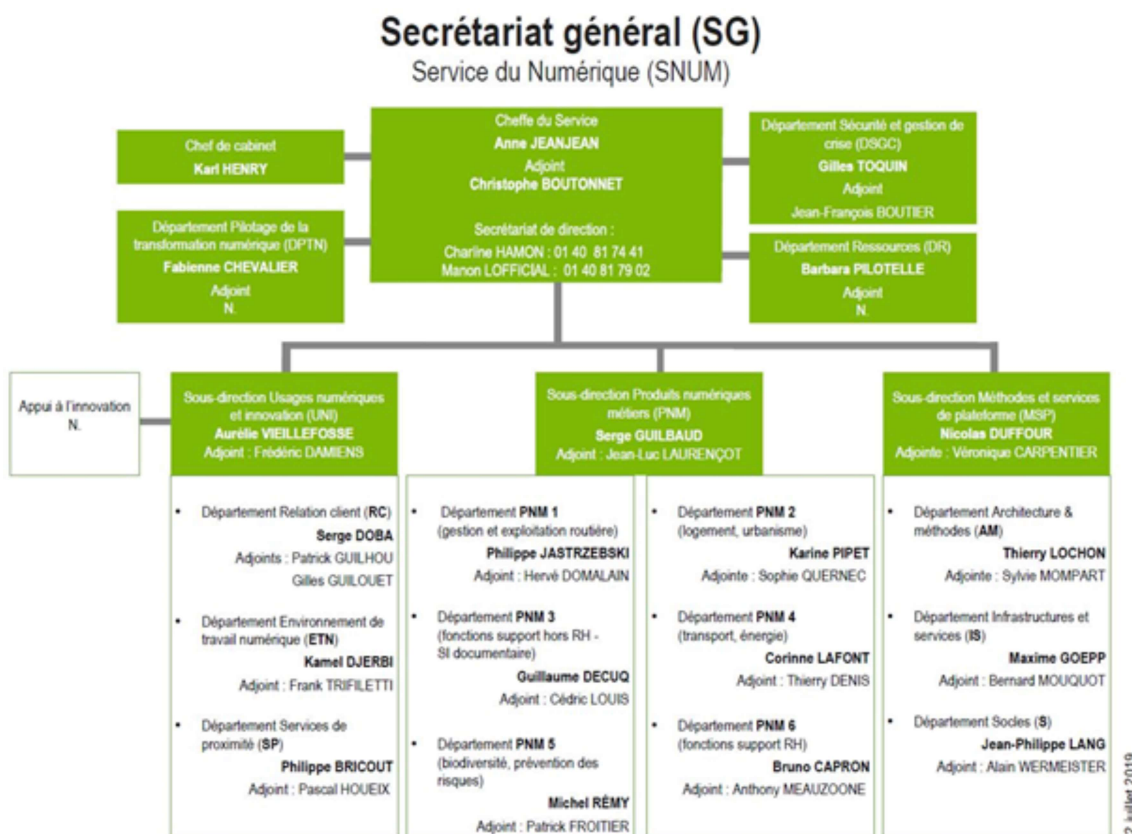 Secrétariat général (SG)
Service du Numérique (SNUM)
Chef de cabinet
Karl HENRY
Cheffe du Service
Anne JEANJEAN
Adjoint
Christophe BOUTONNET
Secrétariat de direction :
Charline HAMON : 01 40 81 74 41
Manon LOFFICIAL : 01 40 81 79 02
Département Sécurité et gestion de
crise (DSGC)
Gilles TOQUIN
Adjoint
Jean-François BOUTIER
Département Pilotage de la
transformation numérique (DPTN)
Fabienne CHEVALIER
Adjoint
N.
Département Ressources (DR)
Barbara PILOTELLE
Adjoint
N.
Appui à l'innovation
N.
Sous-direction Usages numériques
et innovation (UNI)
Aurélie VIEILLEFOSSE
Adjoint : Frédéric DAMIENS
Sous-direction Produits numériques
métiers (PNM)
Serge GUILBAUD
Adjoint : Jean-Luc LAURENÇOT
Sous-direction Méthodes et services
de plateforme (MSP)
Nicolas DUFFOUR
Adjointe : Véronique CARPENTIER
• Département Relation client (RC)
Serge DOBA
Adjoints : Patrick GUILHOU
Gilles GUILOUET
• Département Environnement de
travail numérique (ETN)
Kamel DJERBI
Adjoint : Frank TRIFILETTI
• Département Services de
proximité (SP)
Philippe BRICOUT
Adjoint : Pascal HOUEIX
• Département PNM 1
(gestion et exploitation routière)
Philippe JASTRZEBSKI
Adjoint : Hervé DOMALAIN
• Département PNM 3
(fonctions support hors RH -
SI documentaire)
Guillaume DECUQ
Adjoint : Cédric LOUIS
• Département PNM 5
(biodiversité, prévention des
risques)
Michel RÉMY
Adjoint : Patrick FROITIER
• Département PNM 2
(logement, urbanisme)
Karine PIPET
Adjointe : Sophie QUERNEC
• Département PNM 4
(transport, énergie)
Corinne LAFONT
Adjoint : Thierry DENIS
• Département PNM 6
(fonctions support RH)
Bruno CAPRON
Adjoint : Anthony MEAUZOONE
• Département Architecture &
méthodes (AM)
Thierry LOCHON
Adjointe : Sylvie MOMPART
• Département Infrastructures et
services (IS)
Maxime GOEPP
Adjoint : Bernard MOUQUOT
• Département Socles (S)
Jean-Philippe LANG
Adjoint : Alain WERMEISTER
juillet 2019